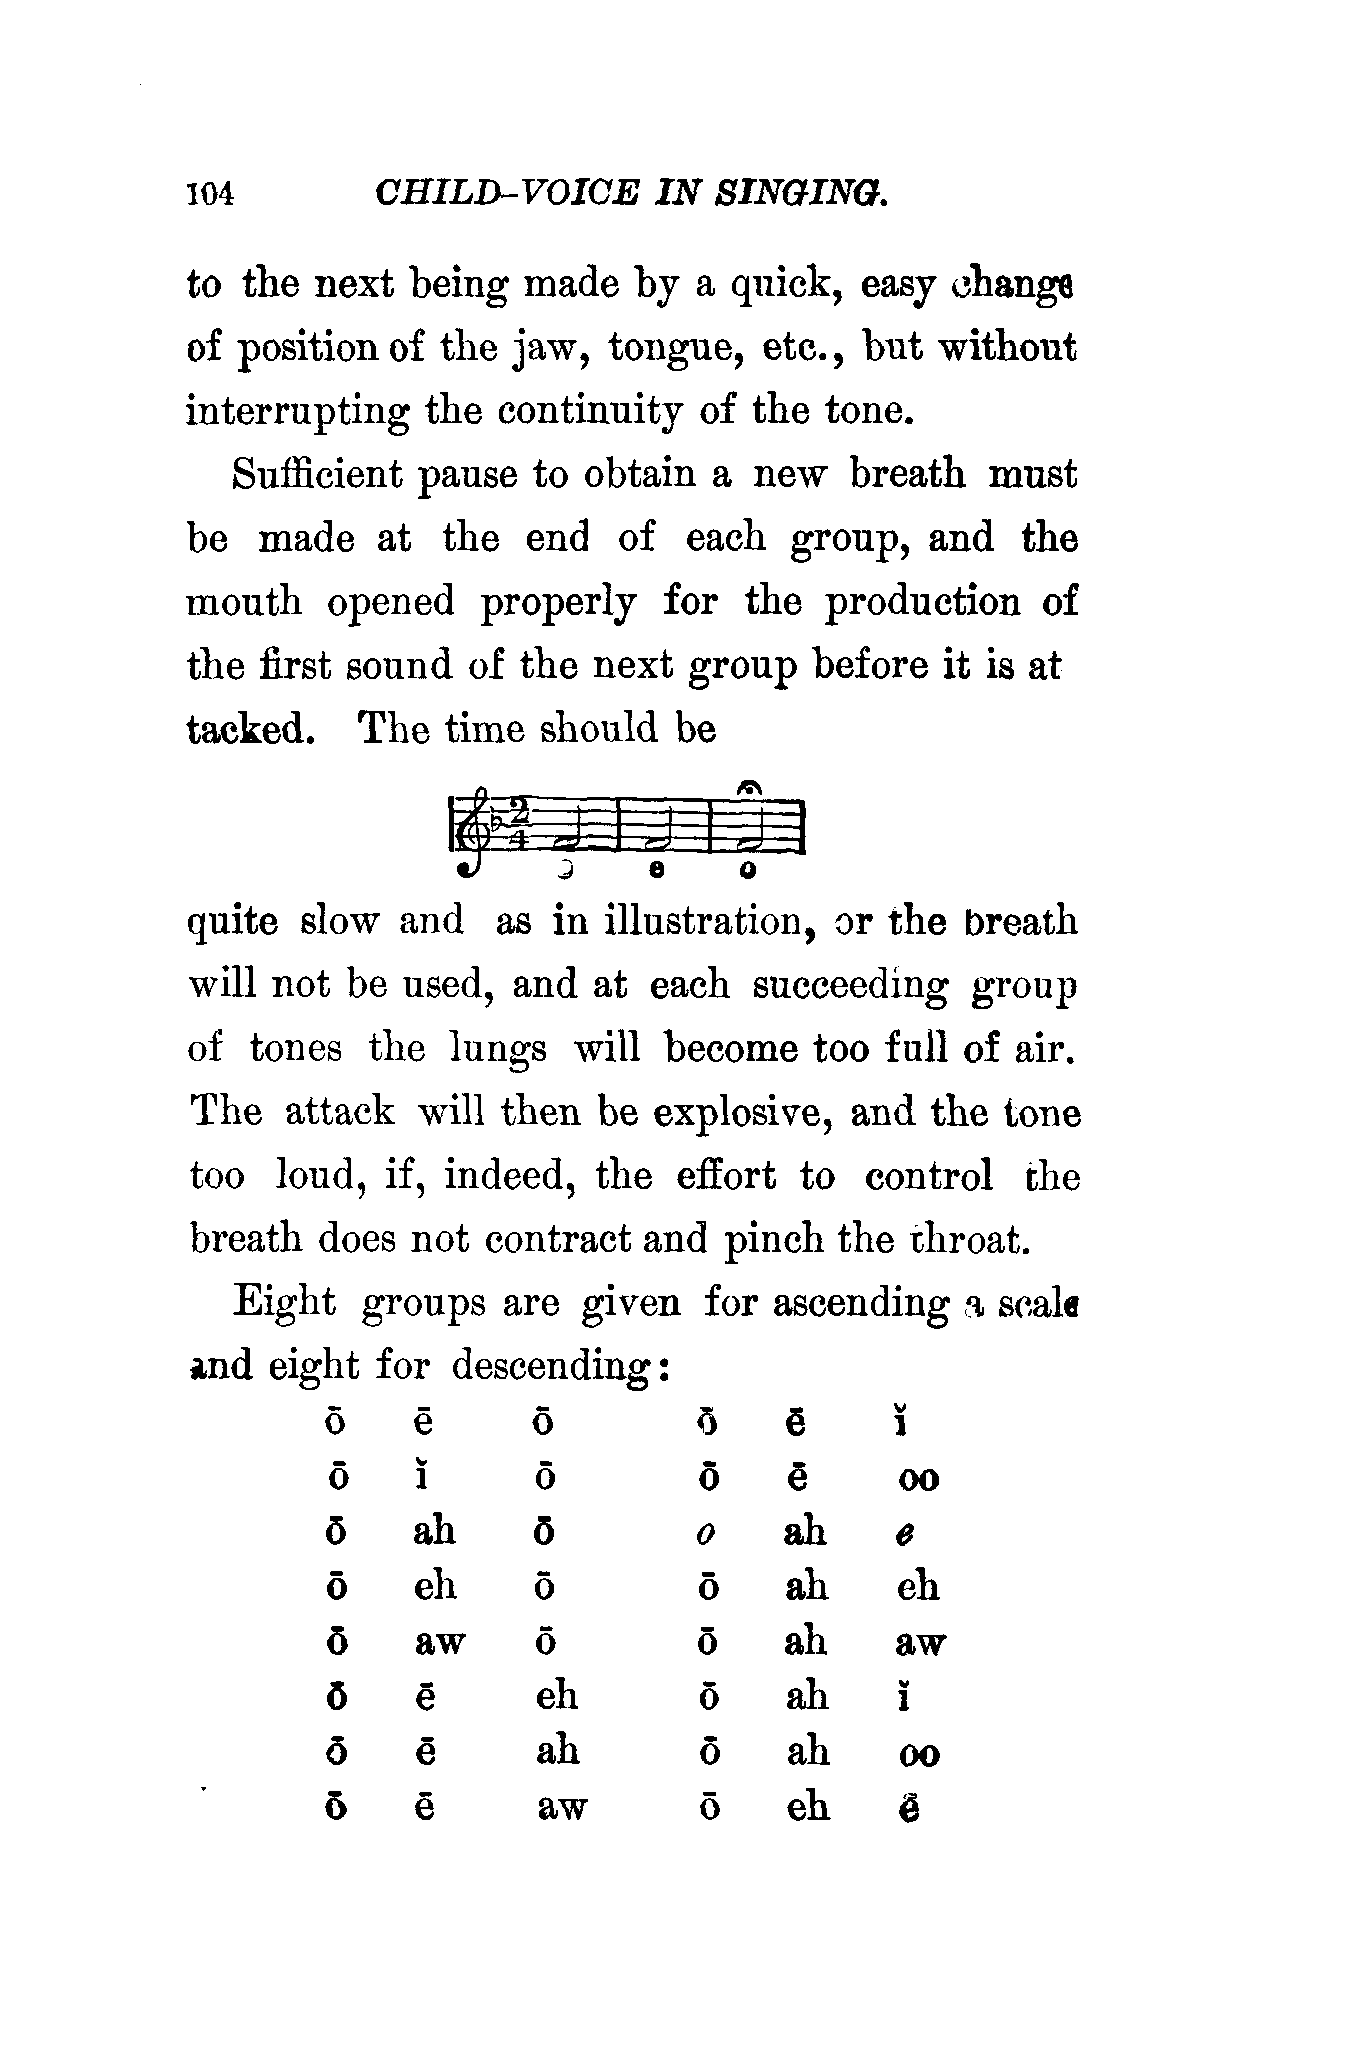 104 CHILD-VOICE IN SINGING.
to the next being made by a quick, easy change
of position of the jaw, tongue, etc., but without
interrupting the continuity of the tone.
Sufficient pause to obtain a new breath must
be made at the end of each group, and the
mouth opened properly for the production of
the first sound of the next group before it is at
tacked. The time should be
2
4
o e o
quite slow and as in illustration, or the breath
will not be used, and at each succeeding group
of tones the lungs will become too full of air.
The attack will then be explosive, and the tone
too loud, if, indeed, the effort to control the
breath does not contract and pinch the throat.
Eight groups are given for ascending a scale
and eight for descending:
ō ē ō ō ē ĭ
ō ĭ ō ō ē oo
ō ah ō o ah e
ō eh ō ō ah eh
ō aw ō ō ah aw
ō ē eh ō ah ĭ
ō ē ah ō ah oo
ō ē aw ō eh ē